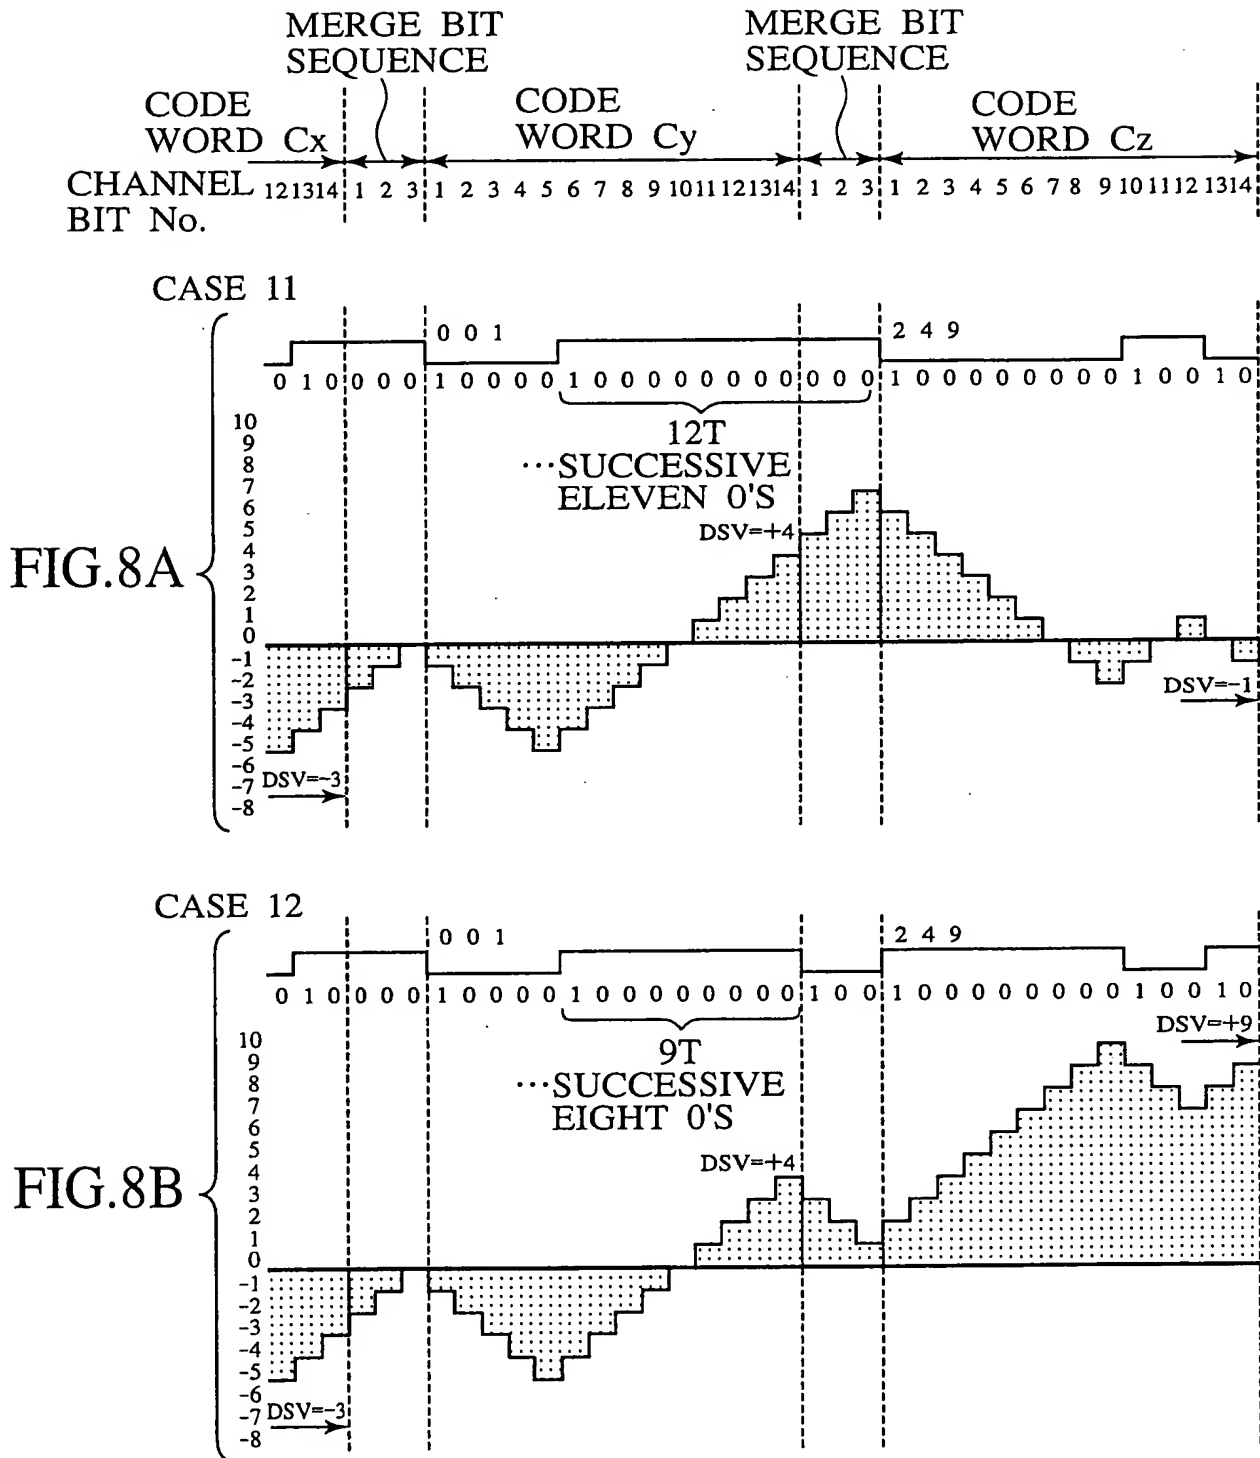 MERGE BIT
SEQUENCE
MERGE BIT
SEQUENCE
CODE
WORD Cx
CODE
WORD Cy
CODE
WORD Cz
CHANNEL
BIT No.
12 13 14 1 2 3 1 2 3 4 5 6 7 8 9 10 11 12 13 14 1 2 3 1 2 3 4 5 6 7 8 9 10 11 12 13 14
CASE 11
0 0 1
2 4 9
0 1 0 0 0 0 1 0 0 0 0 1 0 0 0 0 0 0 0 0 0 0 0 1 0 0 0 0 0 0 0 0 1 0 0 1 0
12T
···SUCCESSIVE
ELEVEN 0'S
10
9
8
7
6
5
4
3
2
1
0
-1
-2
-3
-4
-5
-6
-7
-8
DSV=+4
DSV=-1
DSV=-3
FIG.8A
CASE 12
0 0 1
2 4 9
0 1 0 0 0 0 1 0 0 0 0 1 0 0 0 0 0 0 0 0 1 0 0 1 0 0 0 0 0 0 0 0 1 0 0 1 0
9T
···SUCCESSIVE
EIGHT 0'S
DSV=+9
10
9
8
7
6
5
4
3
2
1
0
-1
-2
-3
-4
-5
-6
-7
-8
DSV=+4
DSV=-3
FIG.8B